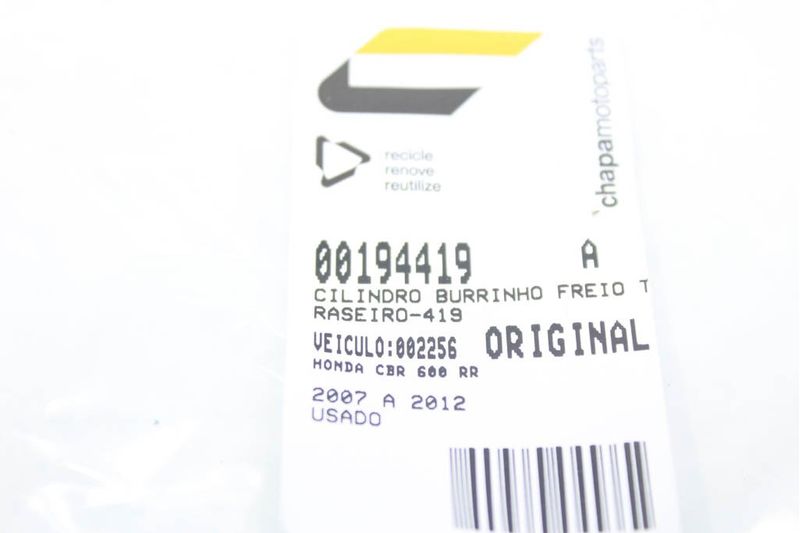 recicle
renove
reutilize
chapamotoparts
00194419 A
CILINDRO BURRINHO FREIO T
RASEIRO-419
VEICULO:002256 ORIGINAL
HONDA CBR 600 RR
2007 A 2012
USADO